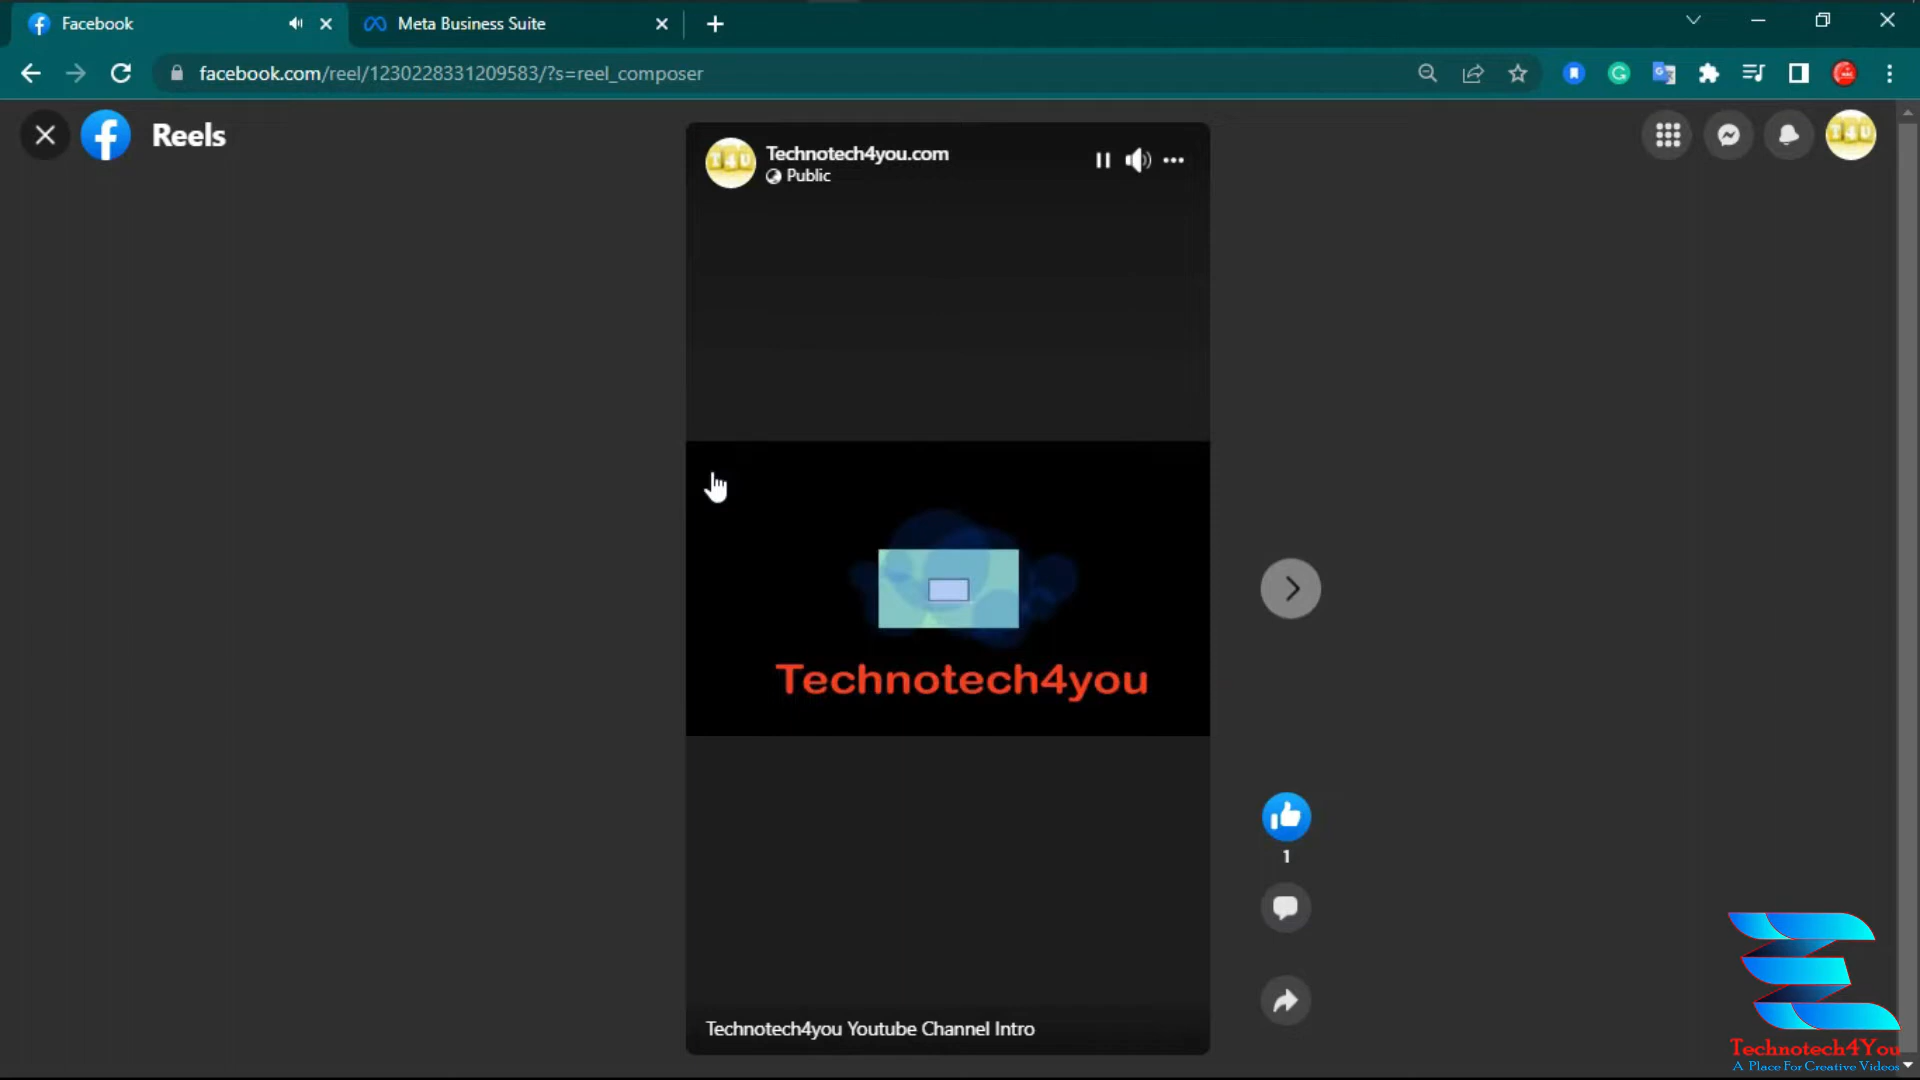 Facebook
Meta Business Suite
facebook.com/reel/1230228331209583/?s=reel_composer
Reels
Technotech4you.com
Public
Technotech4you
1
Technotech4you Youtube Channel Intro
Technotech4You
A Place For Creative Videos